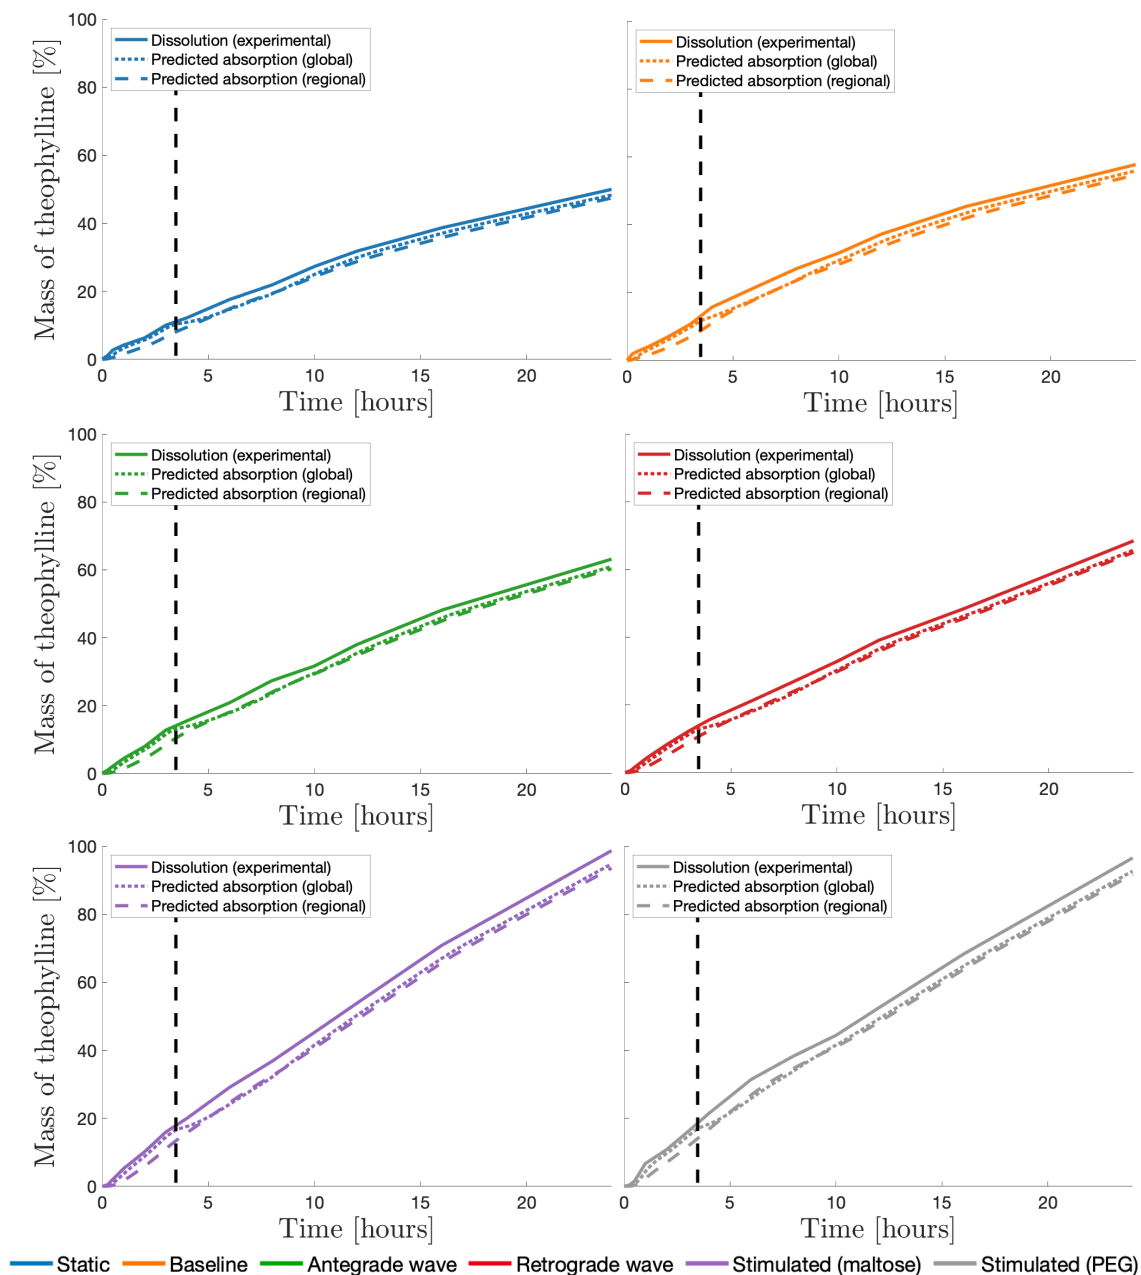 Mass of theophylline [%]
100
80
60
40
20
0
Dissolution (experimental)
Predicted absorption (global)
Predicted absorption (regional)
0 5 10 15 20
Time [hours]
Dissolution (experimental)
Predicted absorption (global)
Predicted absorption (regional)
0 5 10 15 20
Time [hours]
Mass of theophylline [%]
100
80
60
40
20
0
Dissolution (experimental)
Predicted absorption (global)
Predicted absorption (regional)
0 5 10 15 20
Time [hours]
Dissolution (experimental)
Predicted absorption (global)
Predicted absorption (regional)
0 5 10 15 20
Time [hours]
Mass of theophylline [%]
100
80
60
40
20
0
Dissolution (experimental)
Predicted absorption (global)
Predicted absorption (regional)
0 5 10 15 20
Time [hours]
Dissolution (experimental)
Predicted absorption (global)
Predicted absorption (regional)
0 5 10 15 20
Time [hours]
Static Baseline Antegrade wave Retrograde wave Stimulated (maltose) Stimulated (PEG)